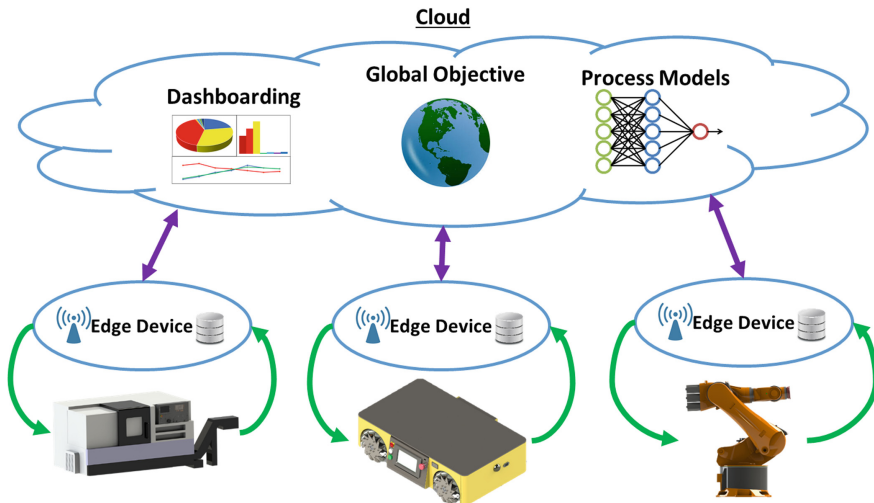 Cloud
Global Objective
Process Models
Dashboarding
Edge Device
Edge Device
Edge Device